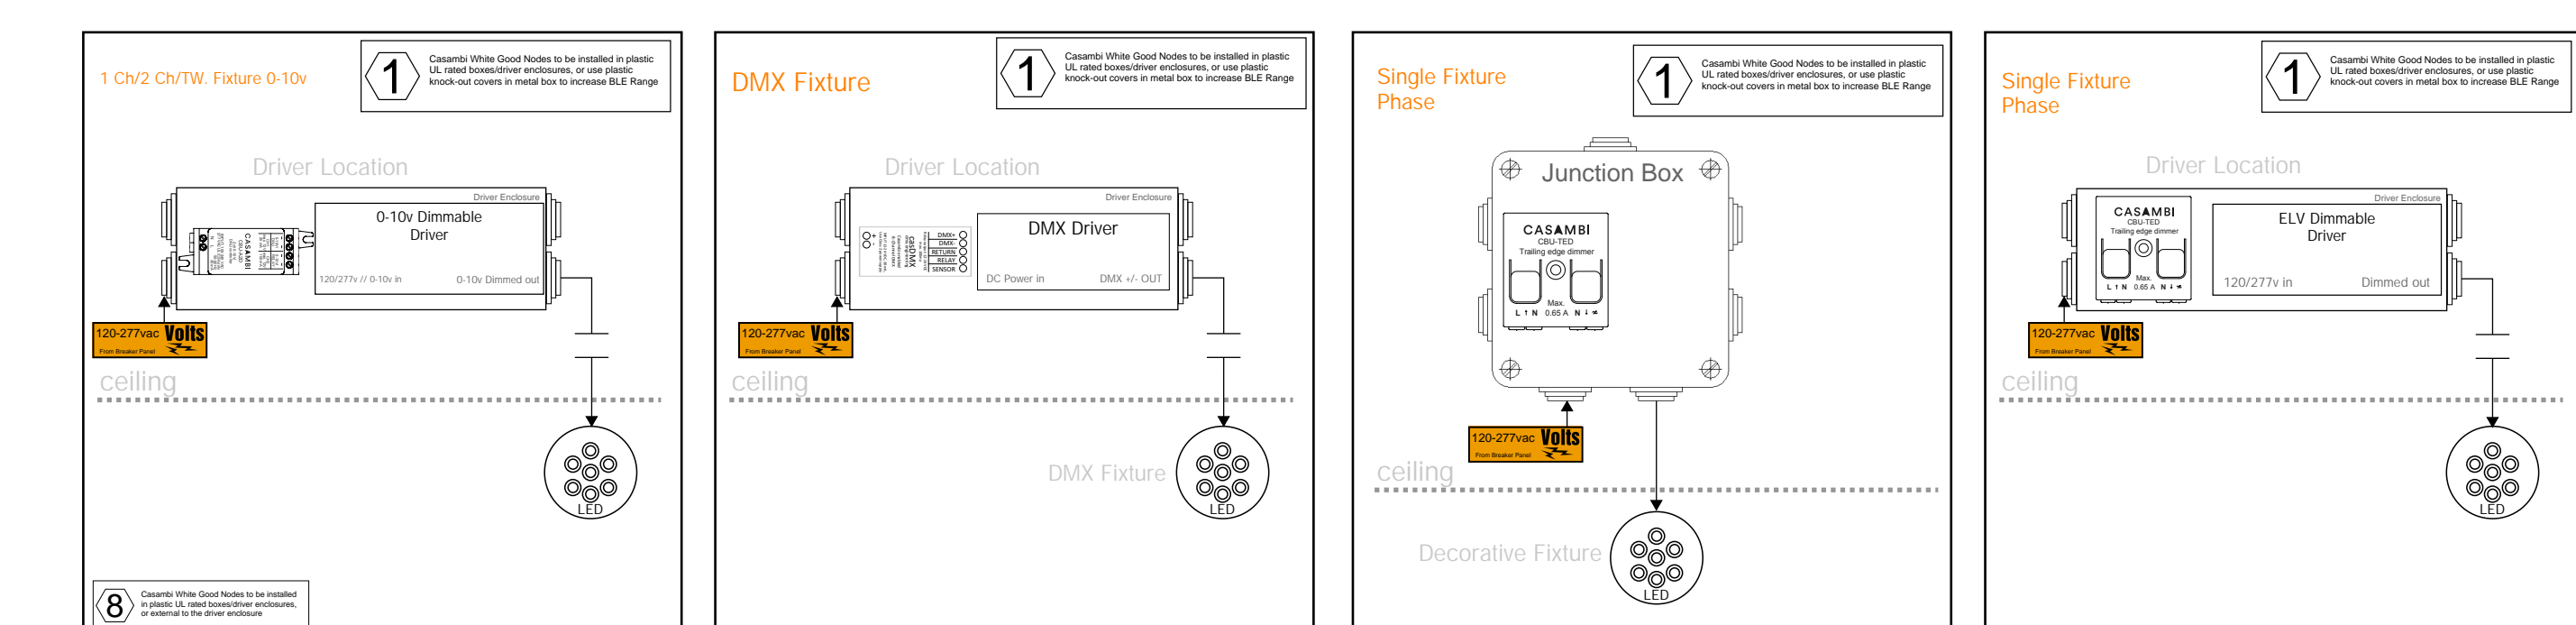 1 Ch/2 Ch/TW. Fixture 0-10v
1
Casambi White Good Nodes to be installed in plastic
UL rated boxes/driver enclosures, or use plastic
knock-out covers in metal box to increase BLE Range
Driver Location
Driver Enclosure
CASAMBI
CBU-A2D
0-10v Dimmable
Driver
120/277v // 0-10v in
0-10v Dimmed out
120-277vac Volts
From Breaker Panel
ceiling
LED
8
Casambi White Good Nodes to be installed
in plastic UL rated boxes/driver enclosures,
or external to the driver enclosure
DMX Fixture
1
Casambi White Good Nodes to be installed in plastic
UL rated boxes/driver enclosures, or use plastic
knock-out covers in metal box to increase BLE Range
Driver Location
Driver Enclosure
casDMX
DMX+
DMX-
RETURN
RELAY
SENSOR
DMX Driver
DC Power in
DMX +/- OUT
120-277vac Volts
From Breaker Panel
ceiling
DMX Fixture
LED
Single Fixture
Phase
1
Casambi White Good Nodes to be installed in plastic
UL rated boxes/driver enclosures, or use plastic
knock-out covers in metal box to increase BLE Range
Junction Box
CASAMBI
CBU-TED
Trailing edge dimmer
Max.
L N 0.65 A N
120-277vac Volts
From Breaker Panel
ceiling
Decorative Fixture
LED
Single Fixture
Phase
1
Casambi White Good Nodes to be installed in plastic
UL rated boxes/driver enclosures, or use plastic
knock-out covers in metal box to increase BLE Range
Driver Location
Driver Enclosure
CASAMBI
CBU-TED
Trailing edge dimmer
Max.
L N 0.65 A N
ELV Dimmable
Driver
120/277v in
Dimmed out
120-277vac Volts
From Breaker Panel
ceiling
LED